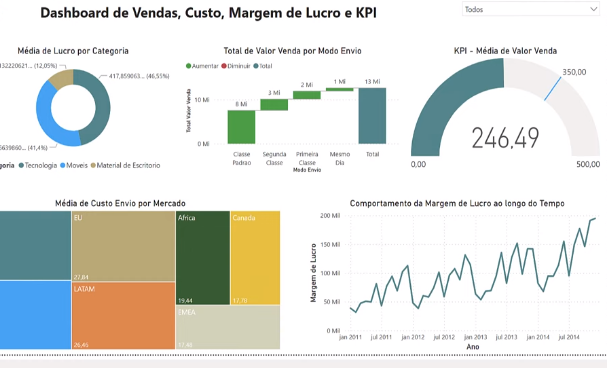 Dashboard de Vendas, Custo, Margem de Lucro e KPI
Todos
Média de Lucro por Categoria
132220621... (12,05%)
417,859063... (46,55%)
639860... (41,4%)
goria Tecnologia Moveis Material de Escritorio
Total de Valor Venda por Modo Envio
Aumentar Diminuir Total
Total Valor Venda
10 Mi
0 Mi
8 Mi
3 Mi
2 Mi
1 Mi
13 Mi
Classe Padrao
Segunda Classe
Primeira Classe
Mesmo Dia
Total
Modo Envio
KPI - Média de Valor Venda
350,00
246,49
0,00
500,00
Média de Custo Envio por Mercado
EU
27,84
LATAM
26,46
Africa
19,44
Canada
17,70
EMEA
Comportamento da Margem de Lucro ao longo do Tempo
Margem de Lucro
200 Mil
150 Mil
100 Mil
50 Mil
0 Mil
jan 2011 jul 2011 jan 2012 jul 2012 jan 2013 jul 2013 jan 2014 jul 2014
Ano